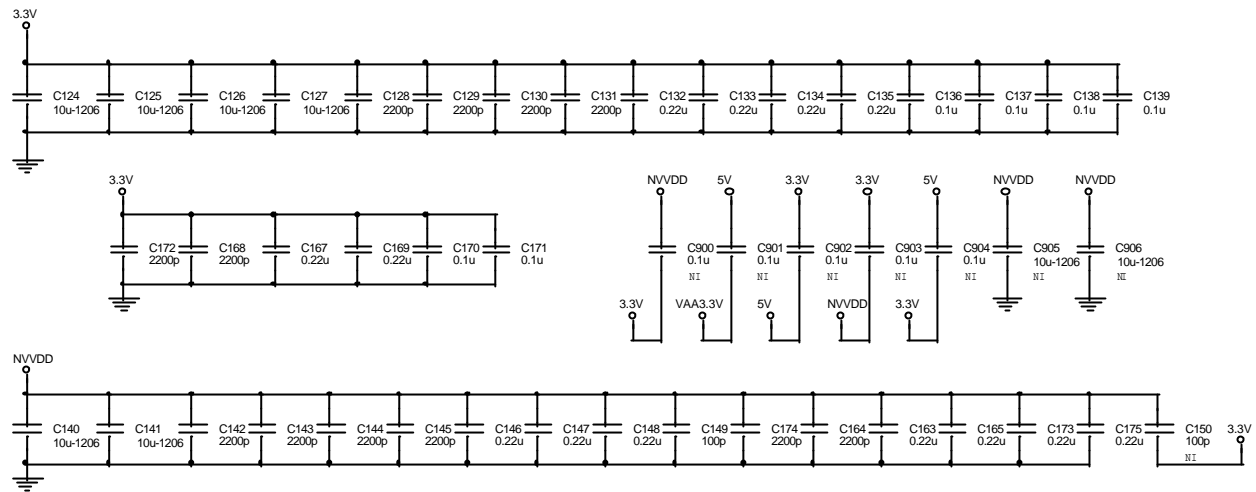 3.3V
C124 C125 C126 C127 C128 C129 C130 C131 C132 C133 C134 C135 C136 C137 C138 C139
10u-1206 10u-1206 10u-1206 10u-1206 2200p 2200p 2200p 2200p 0.22u 0.22u 0.22u 0.22u 0.1u 0.1u 0.1u 0.1u
3.3V NVVDD 5V 3.3V 3.3V 5V NVVDD NVVDD
C172 C168 C167 C169 C170 C171 C900 C901 C902 C903 C904 C905 C906
2200p 2200p 0.22u 0.22u 0.1u 0.1u 0.1u 0.1u 0.1u 0.1u 0.1u 10u-1206 10u-1206
NI NI NI NI NI NI NI
3.3V VAA3.3V 5V NVVDD 3.3V
NVVDD
C140 C141 C142 C143 C144 C145 C146 C147 C148 C149 C174 C164 C163 C165 C173 C175 C150 3.3V
10u-1206 10u-1206 2200p 2200p 2200p 2200p 0.22u 0.22u 0.22u 100p 2200p 2200p 0.22u 0.22u 0.22u 0.22u 100p
NI